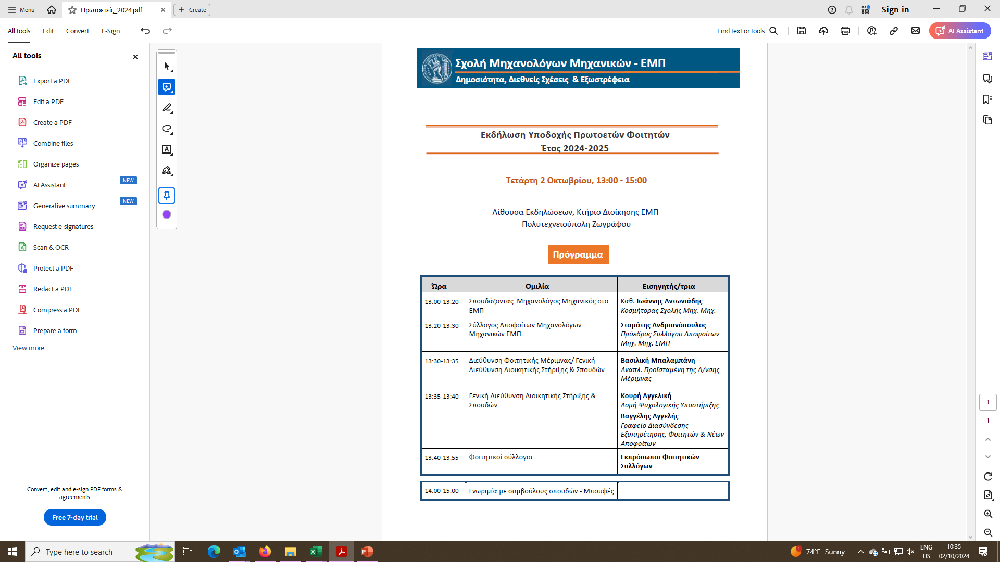 Menu
Πρωτοετείς_2024.pdf
Create
Sign in
All tools
Edit
Convert
E-Sign
Find text or tools
AI Assistant
All tools
Export a PDF
Edit a PDF
Create a PDF
Combine files
Organize pages
AI Assistant NEW
Generative summary NEW
Request e-signatures
Scan & OCR
Protect a PDF
Redact a PDF
Compress a PDF
Prepare a form
View more
Convert, edit and e-sign PDF forms &
agreements
Free 7-day trial
Σχολή Μηχανολόγων Μηχανικών - ΕΜΠ
Δημοσιότητα, Διεθνείς Σχέσεις & Εξωστρέφεια
Εκδήλωση Υποδοχής Πρωτοετών Φοιτητών
Έτος 2024-2025
Τετάρτη 2 Οκτωβρίου, 13:00 - 15:00
Αίθουσα Εκδηλώσεων, Κτήριο Διοίκησης ΕΜΠ
Πολυτεχνειούπολη Ζωγράφου
Πρόγραμμα
Ώρα
Ομιλία
Εισηγητής/τρια
13:00-13:20
Σπουδάζοντας Μηχανολόγος Μηχανικός στο
ΕΜΠ
Καθ. Ιωάννης Αντωνιάδης
Κοσμήτορας Σχολής Μηχ. Μηχ.
13:20-13:30
Σύλλογος Αποφοίτων Μηχανολόγων
Μηχανικών ΕΜΠ
Σταμάτης Ανδριανόπουλος
Πρόεδρος Συλλόγου Αποφοίτων
Μηχ. Μηχ. ΕΜΠ
13:30-13:35
Διεύθυνση Φοιτητικής Μέριμνας/ Γενική
Διεύθυνση Διοικητικής Στήριξης & Σπουδών
Βασιλική Μπαλαμπάνη
Αναπλ. Προϊσταμένη της Δ/νσης
Μέριμνας
13:35-13:40
Γενική Διεύθυνση Διοικητικής Στήριξης &
Σπουδών
Κουρή Αγγελική
Δομή Ψυχολογικής Υποστήριξης
Βαγγέλης Αγγελής
Γραφείο Διασύνδεσης-
Εξυπηρέτησης. Φοιτητών & Νέων
Αποφοίτων
13:40-13:55
Φοιτητικοί σύλλογοι
Εκπρόσωποι Φοιτητικών
Συλλόγων
14:00-15:00
Γνωριμία με συμβούλους σπουδών - Μπουφές
1
1
Type here to search
1
74°F Sunny
ENG
US
10:35
02/10/2024